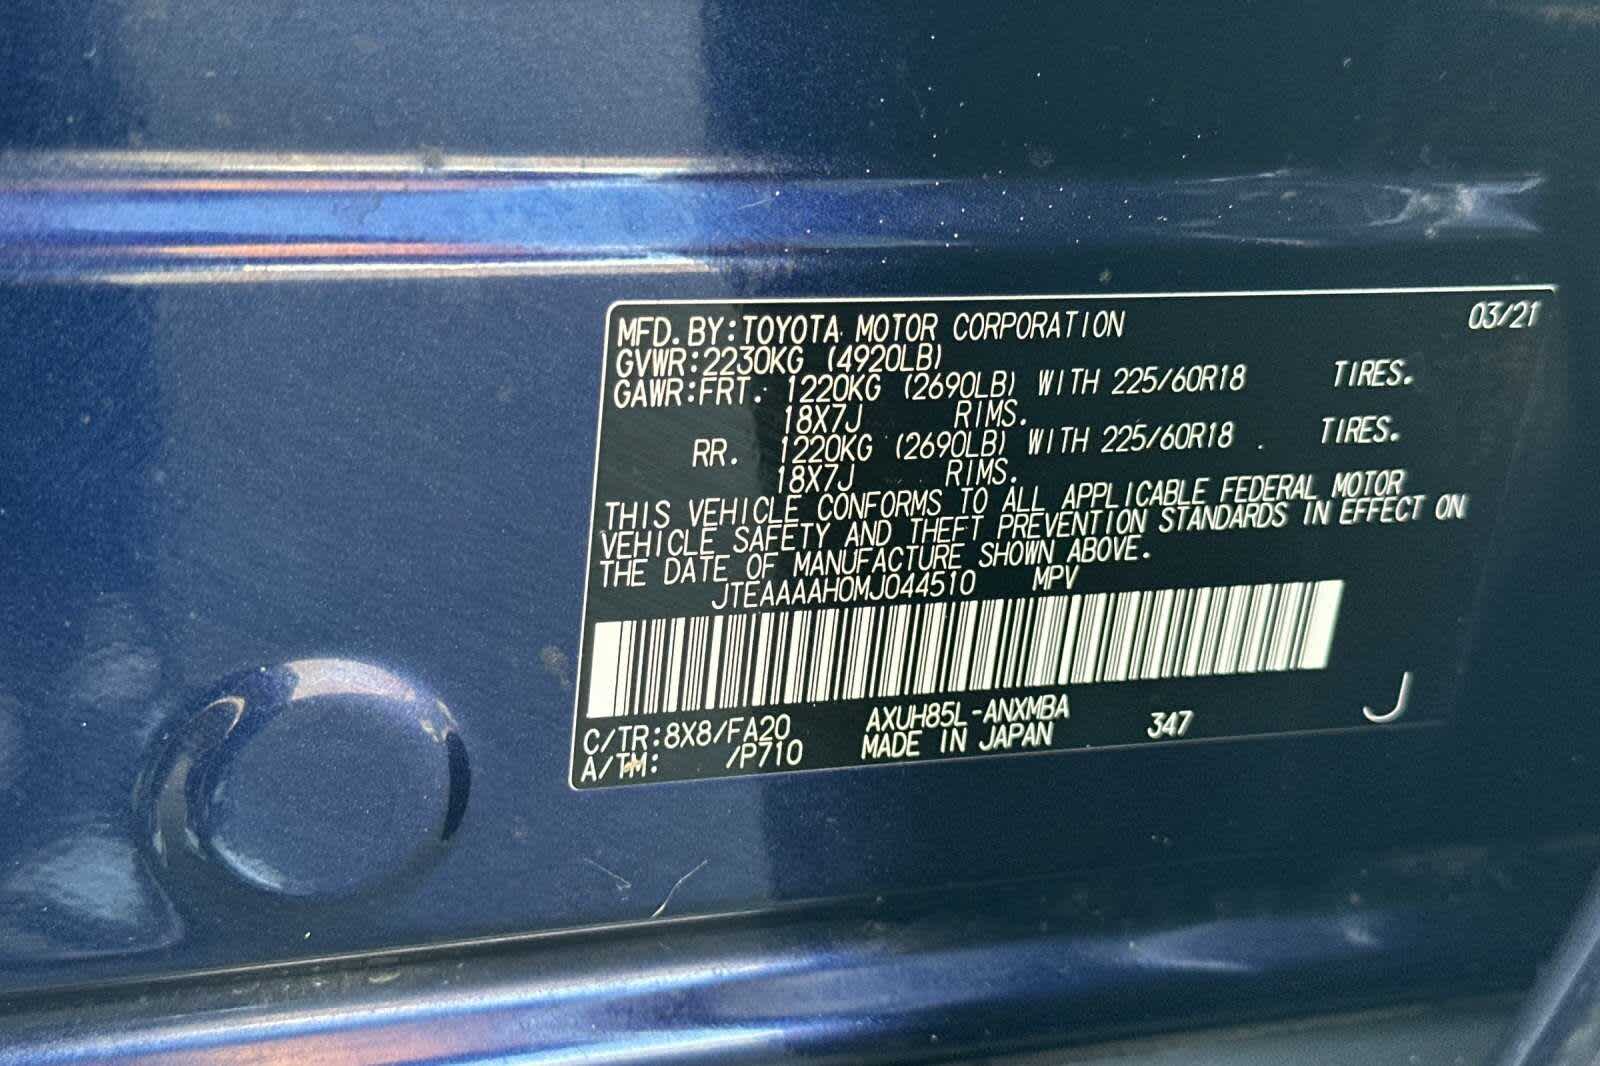 03/21
MFD.BY:TOYOTA MOTOR CORPORATION
GVWR:2230KG (4920LB)
GAWR:FRT. 1220KG (2690LB) WITH 225/60R18 TIRES.
18X7J RIMS.
RR. 1220KG (2690LB) WITH 225/60R18 TIRES.
18X7J RIMS.
THIS VEHICLE CONFORMS TO ALL APPLICABLE FEDERAL MOTOR
VEHICLE SAFETY AND THEFT PREVENTION STANDARDS IN EFFECT ON
THE DATE OF MANUFACTURE SHOWN ABOVE.
JTEAAAAH0MJ044510 MPV
C/TR:8X8/FA20 AXUH85L-ANXMBA 347 J
A/TM: /P710 MADE IN JAPAN